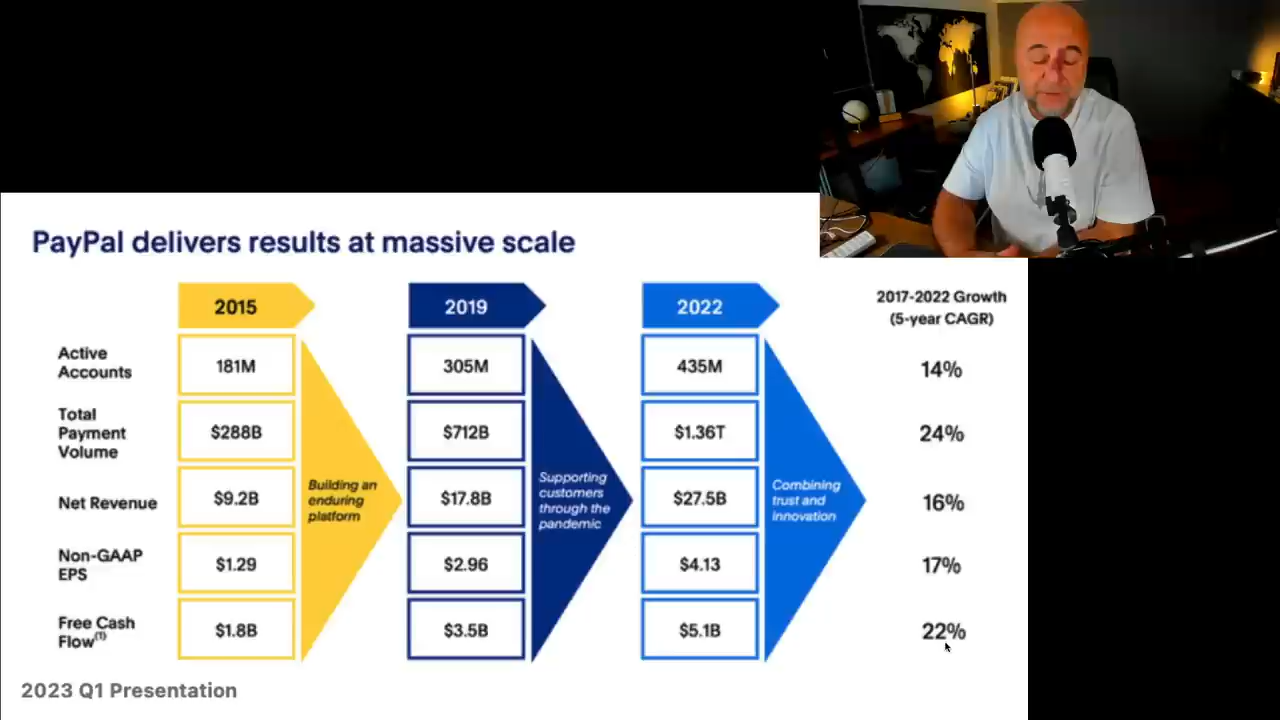 PayPal delivers results at massive scale
2015
2019
2022
2017-2022 Growth
(5-year CAGR)
Active
Accounts
181M
305M
435M
14%
Total
Payment
Volume
$288B
$712B
$1.36T
24%
Net Revenue
$9.2B
$17.8B
$27.5B
16%
Building an
enduring
platform
Supporting
customers
through the
pandemic
Combining
trust and
innovation
Non-GAAP
EPS
$1.29
$2.96
$4.13
17%
Free Cash
Flow(1)
$1.8B
$3.5B
$5.1B
22%
2023 Q1 Presentation